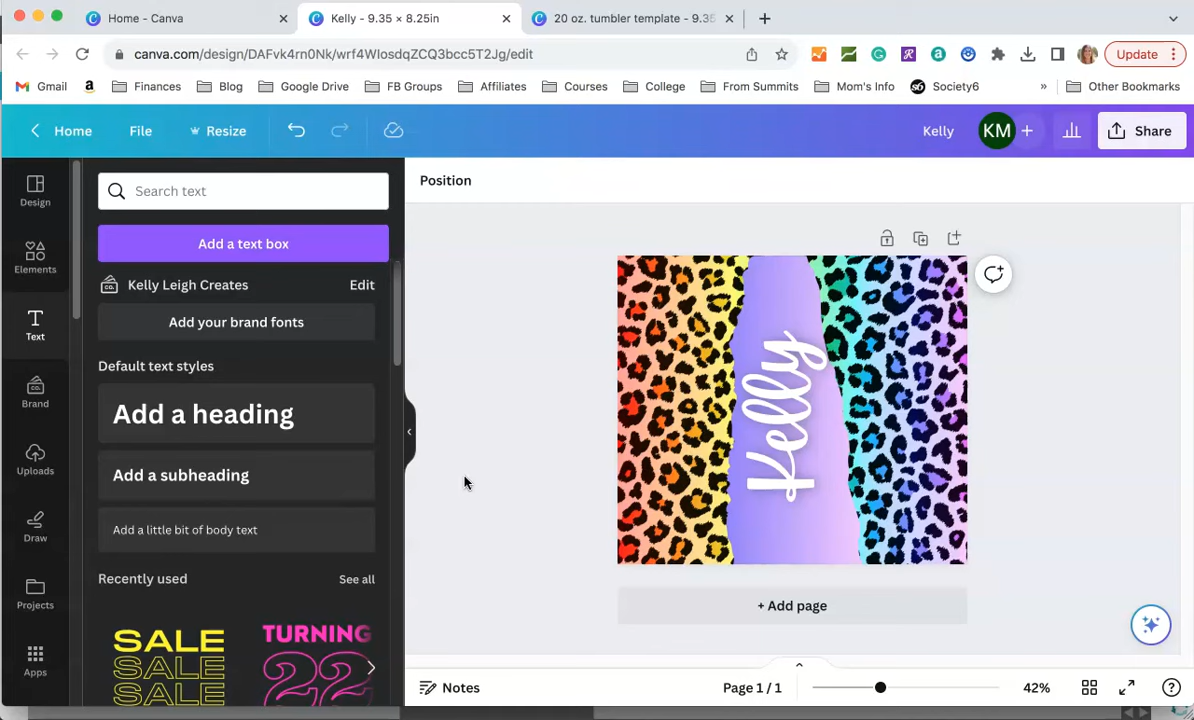 Home - Canva
Kelly - 9.35 × 8.25in
20 oz. tumbler template - 9.35
canva.com/design/DAFvk4rn0Nk/wrf4WlosdqZCQ3bcc5T2Jg/edit
Update
Gmail
Finances
Blog
Google Drive
FB Groups
Affiliates
Courses
College
From Summits
Mom's Info
Society6
»
Other Bookmarks
Home
File
Resize
Kelly
KM
Share
Design
Elements
Text
Brand
Uploads
Draw
Projects
Apps
Search text
Add a text box
CO.
Kelly Leigh Creates
Edit
Add your brand fonts
Default text styles
Add a heading
Add a subheading
Add a little bit of body text
Recently used
See all
SALE
SALE
SALE
TURNING
22
Position
Kelly
+ Add page
Notes
Page 1 / 1
42%